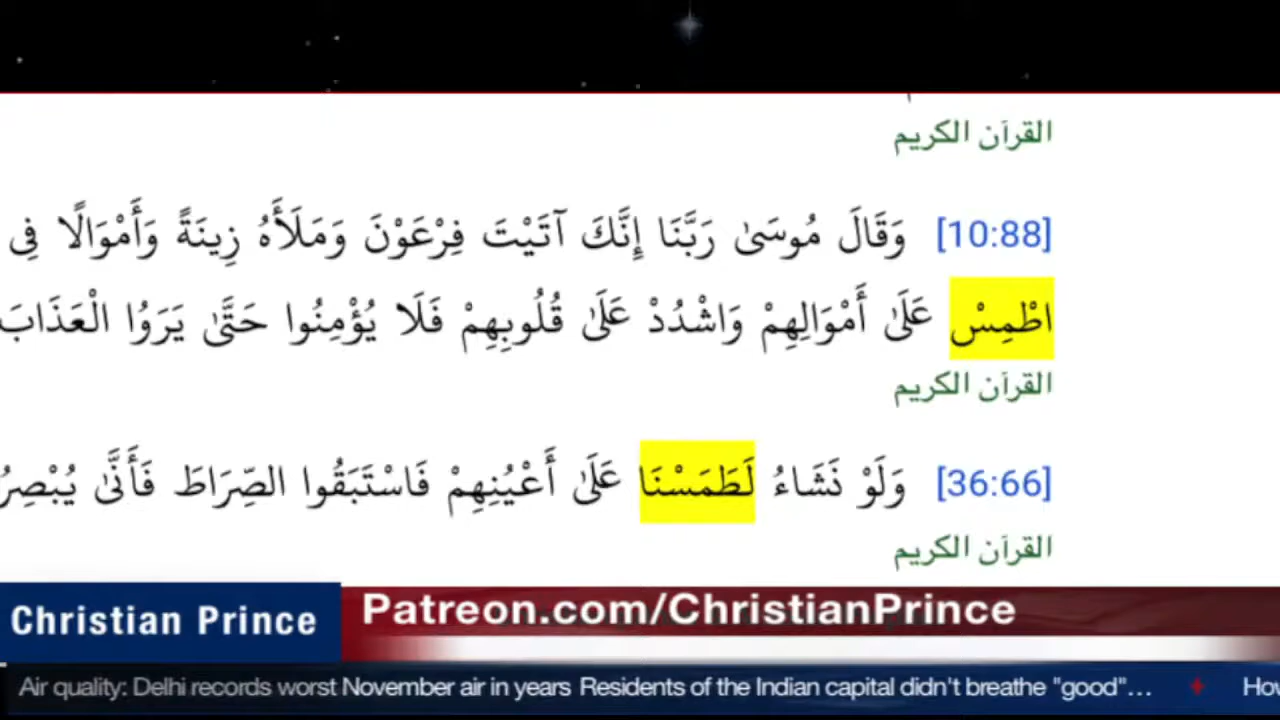 القرآن الكريم
[10:88] وَقَالَ مُوسَىٰ رَبَّنَا إِنَّكَ آتَيْتَ فِرْعَوْنَ وَمَلَأَهُ زِينَةً وَأَمْوَالًا فِي
اطْمِسْ عَلَىٰ أَمْوَالِهِمْ وَاشْدُدْ عَلَىٰ قُلُوبِهِمْ فَلَا يُؤْمِنُوا حَتَّىٰ يَرَوُا الْعَذَابَ
القرآن الكريم
[36:66] وَلَوْ نَشَاءُ لَطَمَسْنَا عَلَىٰ أَعْيُنِهِمْ فَاسْتَبَقُوا الصِّرَاطَ فَأَنَّىٰ يُبْصِرُ
القرآن الكريم
Christian Prince
Patreon.com/ChristianPrince
Air quality: Delhi records worst November air in years Residents of the Indian capital didn't breathe "good"... How